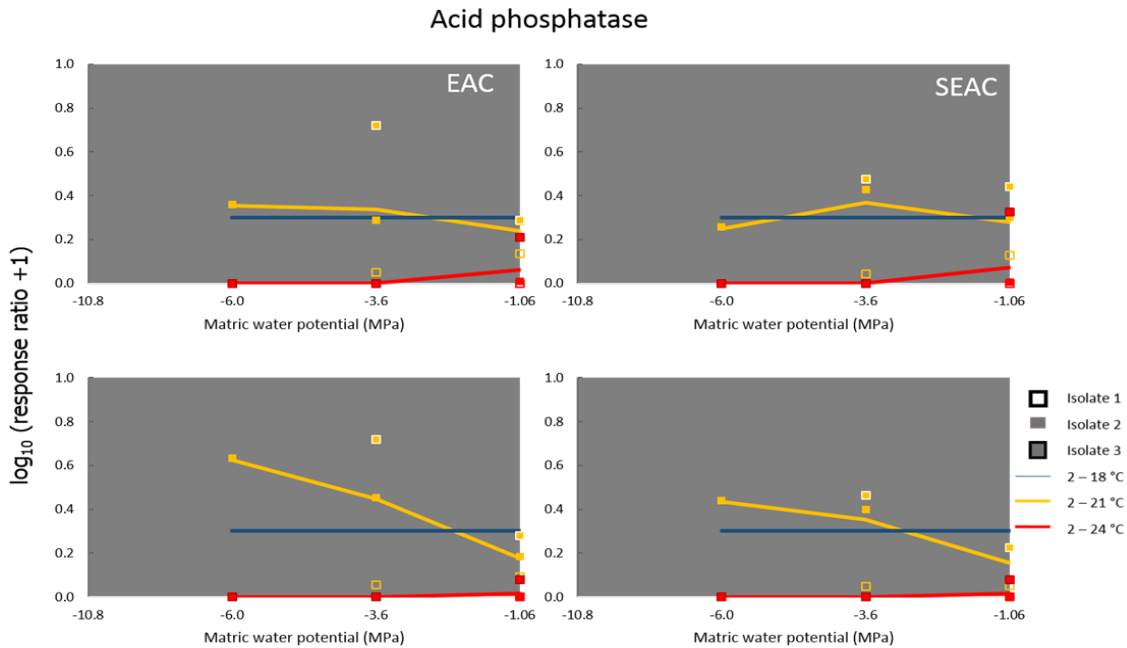 Acid phosphatase
EAC
SEAC
1.0
0.8
0.6
0.4
0.2
0.0
-10.8 -6.0 -3.6 -1.06
Matric water potential (MPa)
1.0
0.8
0.6
0.4
0.2
0.0
-10.8 -6.0 -3.6 -1.06
Matric water potential (MPa)
log₁₀ (response ratio +1)
1.0
0.8
0.6
0.4
0.2
0.0
-10.8 -6.0 -3.6 -1.06
Matric water potential (MPa)
1.0
0.8
0.6
0.4
0.2
0.0
-10.8 -6.0 -3.6 -1.06
Matric water potential (MPa)
Isolate 1
Isolate 2
Isolate 3
2 – 18 °C
2 – 21 °C
2 – 24 °C